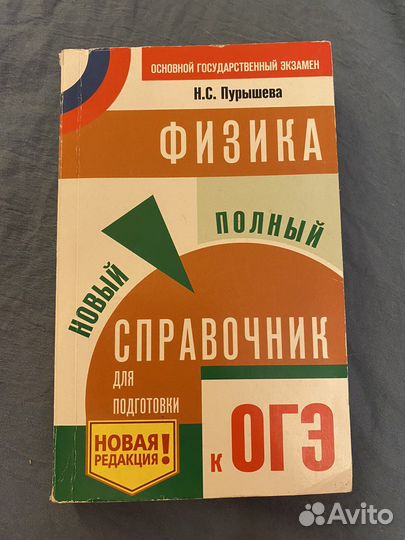 ОСНОВНОЙ ГОСУДАРСТВЕННЫЙ ЭКЗАМЕН
Н.С. Пурышева
ФИЗИКА
НОВЫЙ
ПОЛНЫЙ
СПРАВОЧНИК
ДЛЯ
ПОДГОТОВКИ
к ОГЭ
НОВАЯ
РЕДАКЦИЯ!
Avito